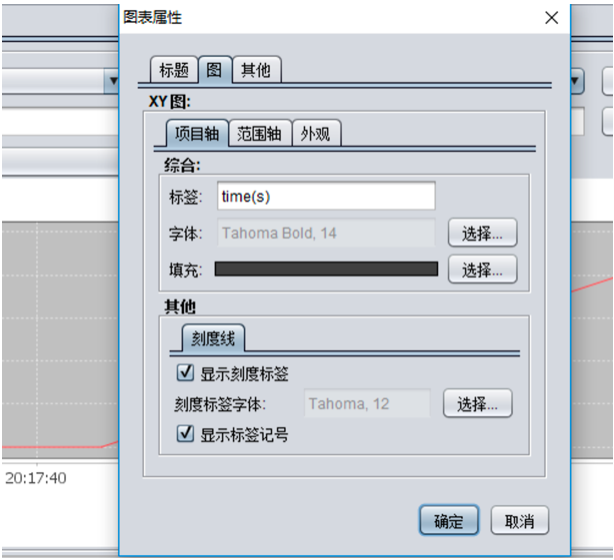 图表属性
标题 图 其他
XY 图:
项目轴 范围轴 外观
综合:
标签: time(s)
字体: Tahoma Bold, 14 选择...
填充: 选择...
其他
刻度线
显示刻度标签
刻度标签字体: Tahoma, 12 选择...
显示标签记号
20:17:40
确定 取消